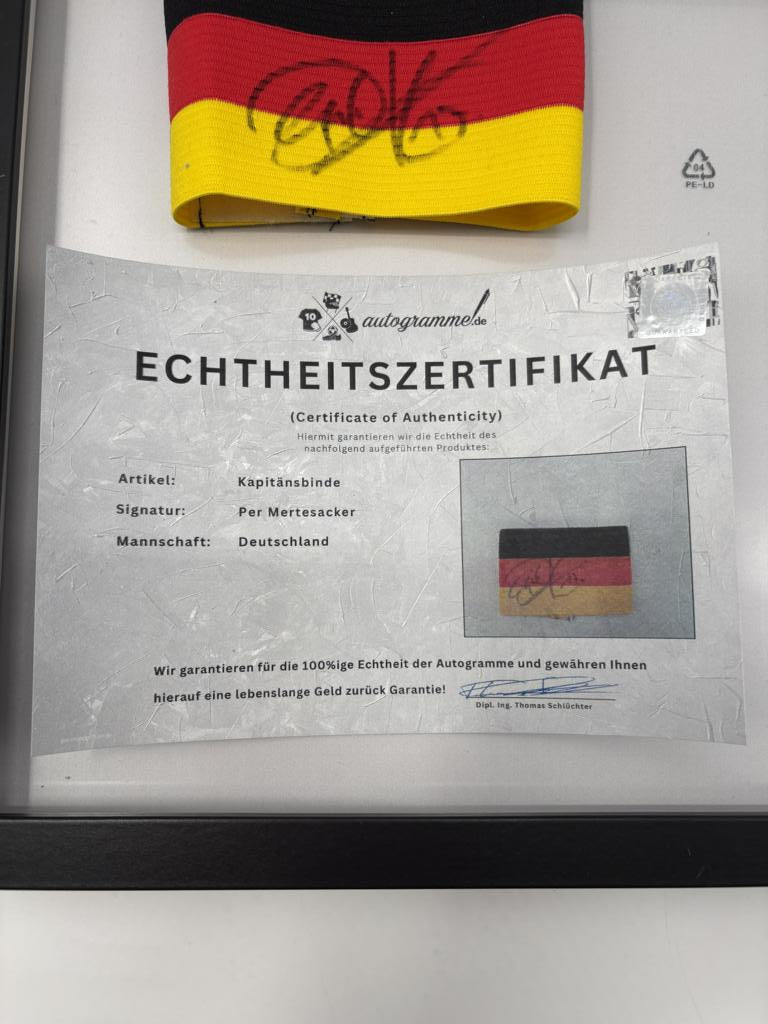 04
PE-LD
10
autogramme.de
ECHTHEITSZERTIFIKAT
(Certificate of Authenticity)
Hiermit garantieren wir die Echtheit des
nachfolgend aufgeführten Produktes:
Artikel: Kapitänsbinde
Signatur: Per Mertesacker
Mannschaft: Deutschland
Wir garantieren für die 100%ige Echtheit der Autogramme und gewähren Ihnen
hierauf eine lebenslange Geld zurück Garantie!
Dipl. Ing. Thomas Schlüchter